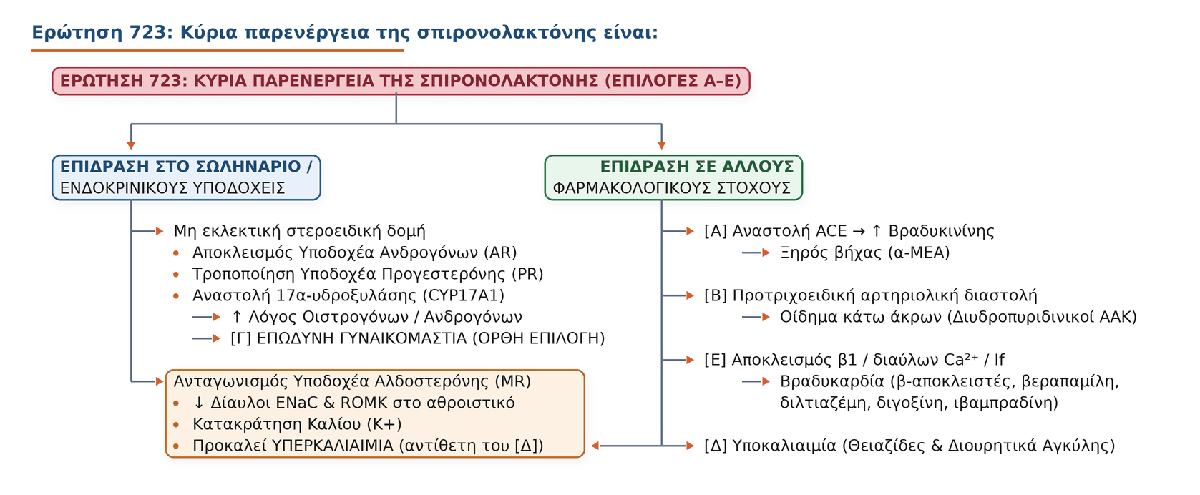 Ερώτηση 723: Κύρια παρενέργεια της σπιρονολακτόνης είναι:
ΕΡΩΤΗΣΗ 723: ΚΥΡΙΑ ΠΑΡΕΝΕΡΓΕΙΑ ΤΗΣ ΣΠΙΡΟΝΟΛΑΚΤΟΝΗΣ (ΕΠΙΛΟΓΕΣ Α–Ε)
ΕΠΙΔΡΑΣΗ ΣΤΟ ΣΩΛΗΝΑΡΙΟ /
ΕΝΔΟΚΡΙΝΙΚΟΥΣ ΥΠΟΔΟΧΕΙΣ
Μη εκλεκτική στεροειδική δομή
• Αποκλεισμός Υποδοχέα Ανδρογόνων (AR)
• Τροποποίηση Υποδοχέα Προγεστερόνης (PR)
• Αναστολή 17α-υδροξυλάσης (CYP17A1)
↑ Λόγος Οιστρογόνων / Ανδρογόνων
[Γ] ΕΠΩΔΥΝΗ ΓΥΝΑΙΚΟΜΑΣΤΙΑ (ΟΡΘΗ ΕΠΙΛΟΓΗ)
Ανταγωνισμός Υποδοχέα Αλδοστερόνης (MR)
• ↓ Δίαυλοι ENaC & ROMK στο αθροιστικό
• Κατακράτηση Καλίου (K+)
• Προκαλεί ΥΠΕΡΚΑΛΙΑΙΜΙΑ (αντίθετη του [Δ])
ΕΠΙΔΡΑΣΗ ΣΕ ΑΛΛΟΥΣ
ΦΑΡΜΑΚΟΛΟΓΙΚΟΥΣ ΣΤΟΧΟΥΣ
[Α] Αναστολή ACE → ↑ Βραδυκινίνης
Ξηρός βήχας (α-ΜΕΑ)
[Β] Προτριχοειδική αρτηριολική διαστολή
Οίδημα κάτω άκρων (Διυδροπυριδινικοί ΑΑΚ)
[Ε] Αποκλεισμός β1 / διαύλων Ca²⁺ / If
Βραδυκαρδία (β-αποκλειστές, βεραπαμίλη,
διλτιαζέμη, διγοξίνη, ιβαμπραδίνη)
[Δ] Υποκαλιαιμία (Θειαζίδες & Διουρητικά Αγκύλης)